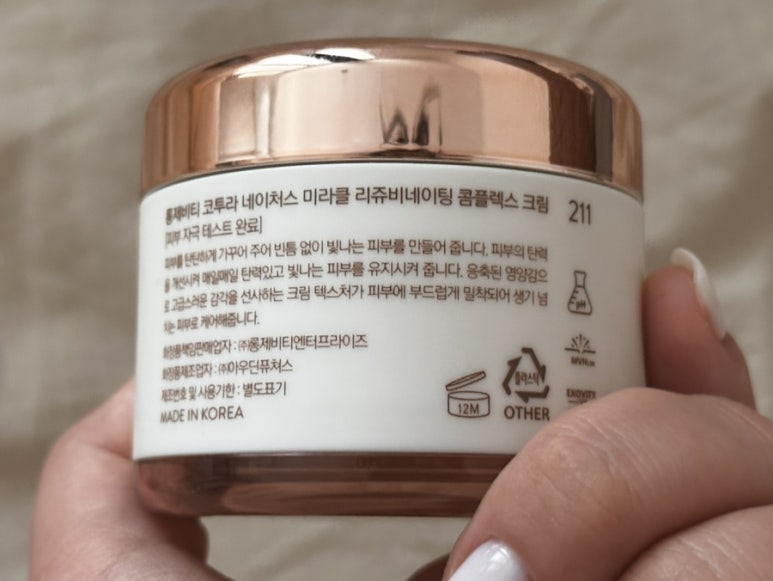 롱제비티 코투라 네이처스 미라클 리쥬비네이팅 콤플렉스 크림 211
[피부 자극 테스트 완료]
피부를 탄탄하게 가꾸어 주어 빈틈 없이 빛나는 피부를 만들어 줍니다. 피부의 탄력
을 개선시켜 매일매일 탄력있고 빛나는 피부를 유지시켜 줍니다. 응축된 영양감으
로 고급스러운 감각을 선사하는 크림 텍스처가 피부에 부드럽게 밀착되어 생기 넘
치는 피부로 케어해줍니다.
화장품책임판매업자 : ㈜롱제비티엔터프라이즈
화장품제조업자 : ㈜아우딘퓨쳐스
제조번호 및 사용기한 : 별도표기
MADE IN KOREA
12M
플라스틱
OTHER
pH
EXOVITY